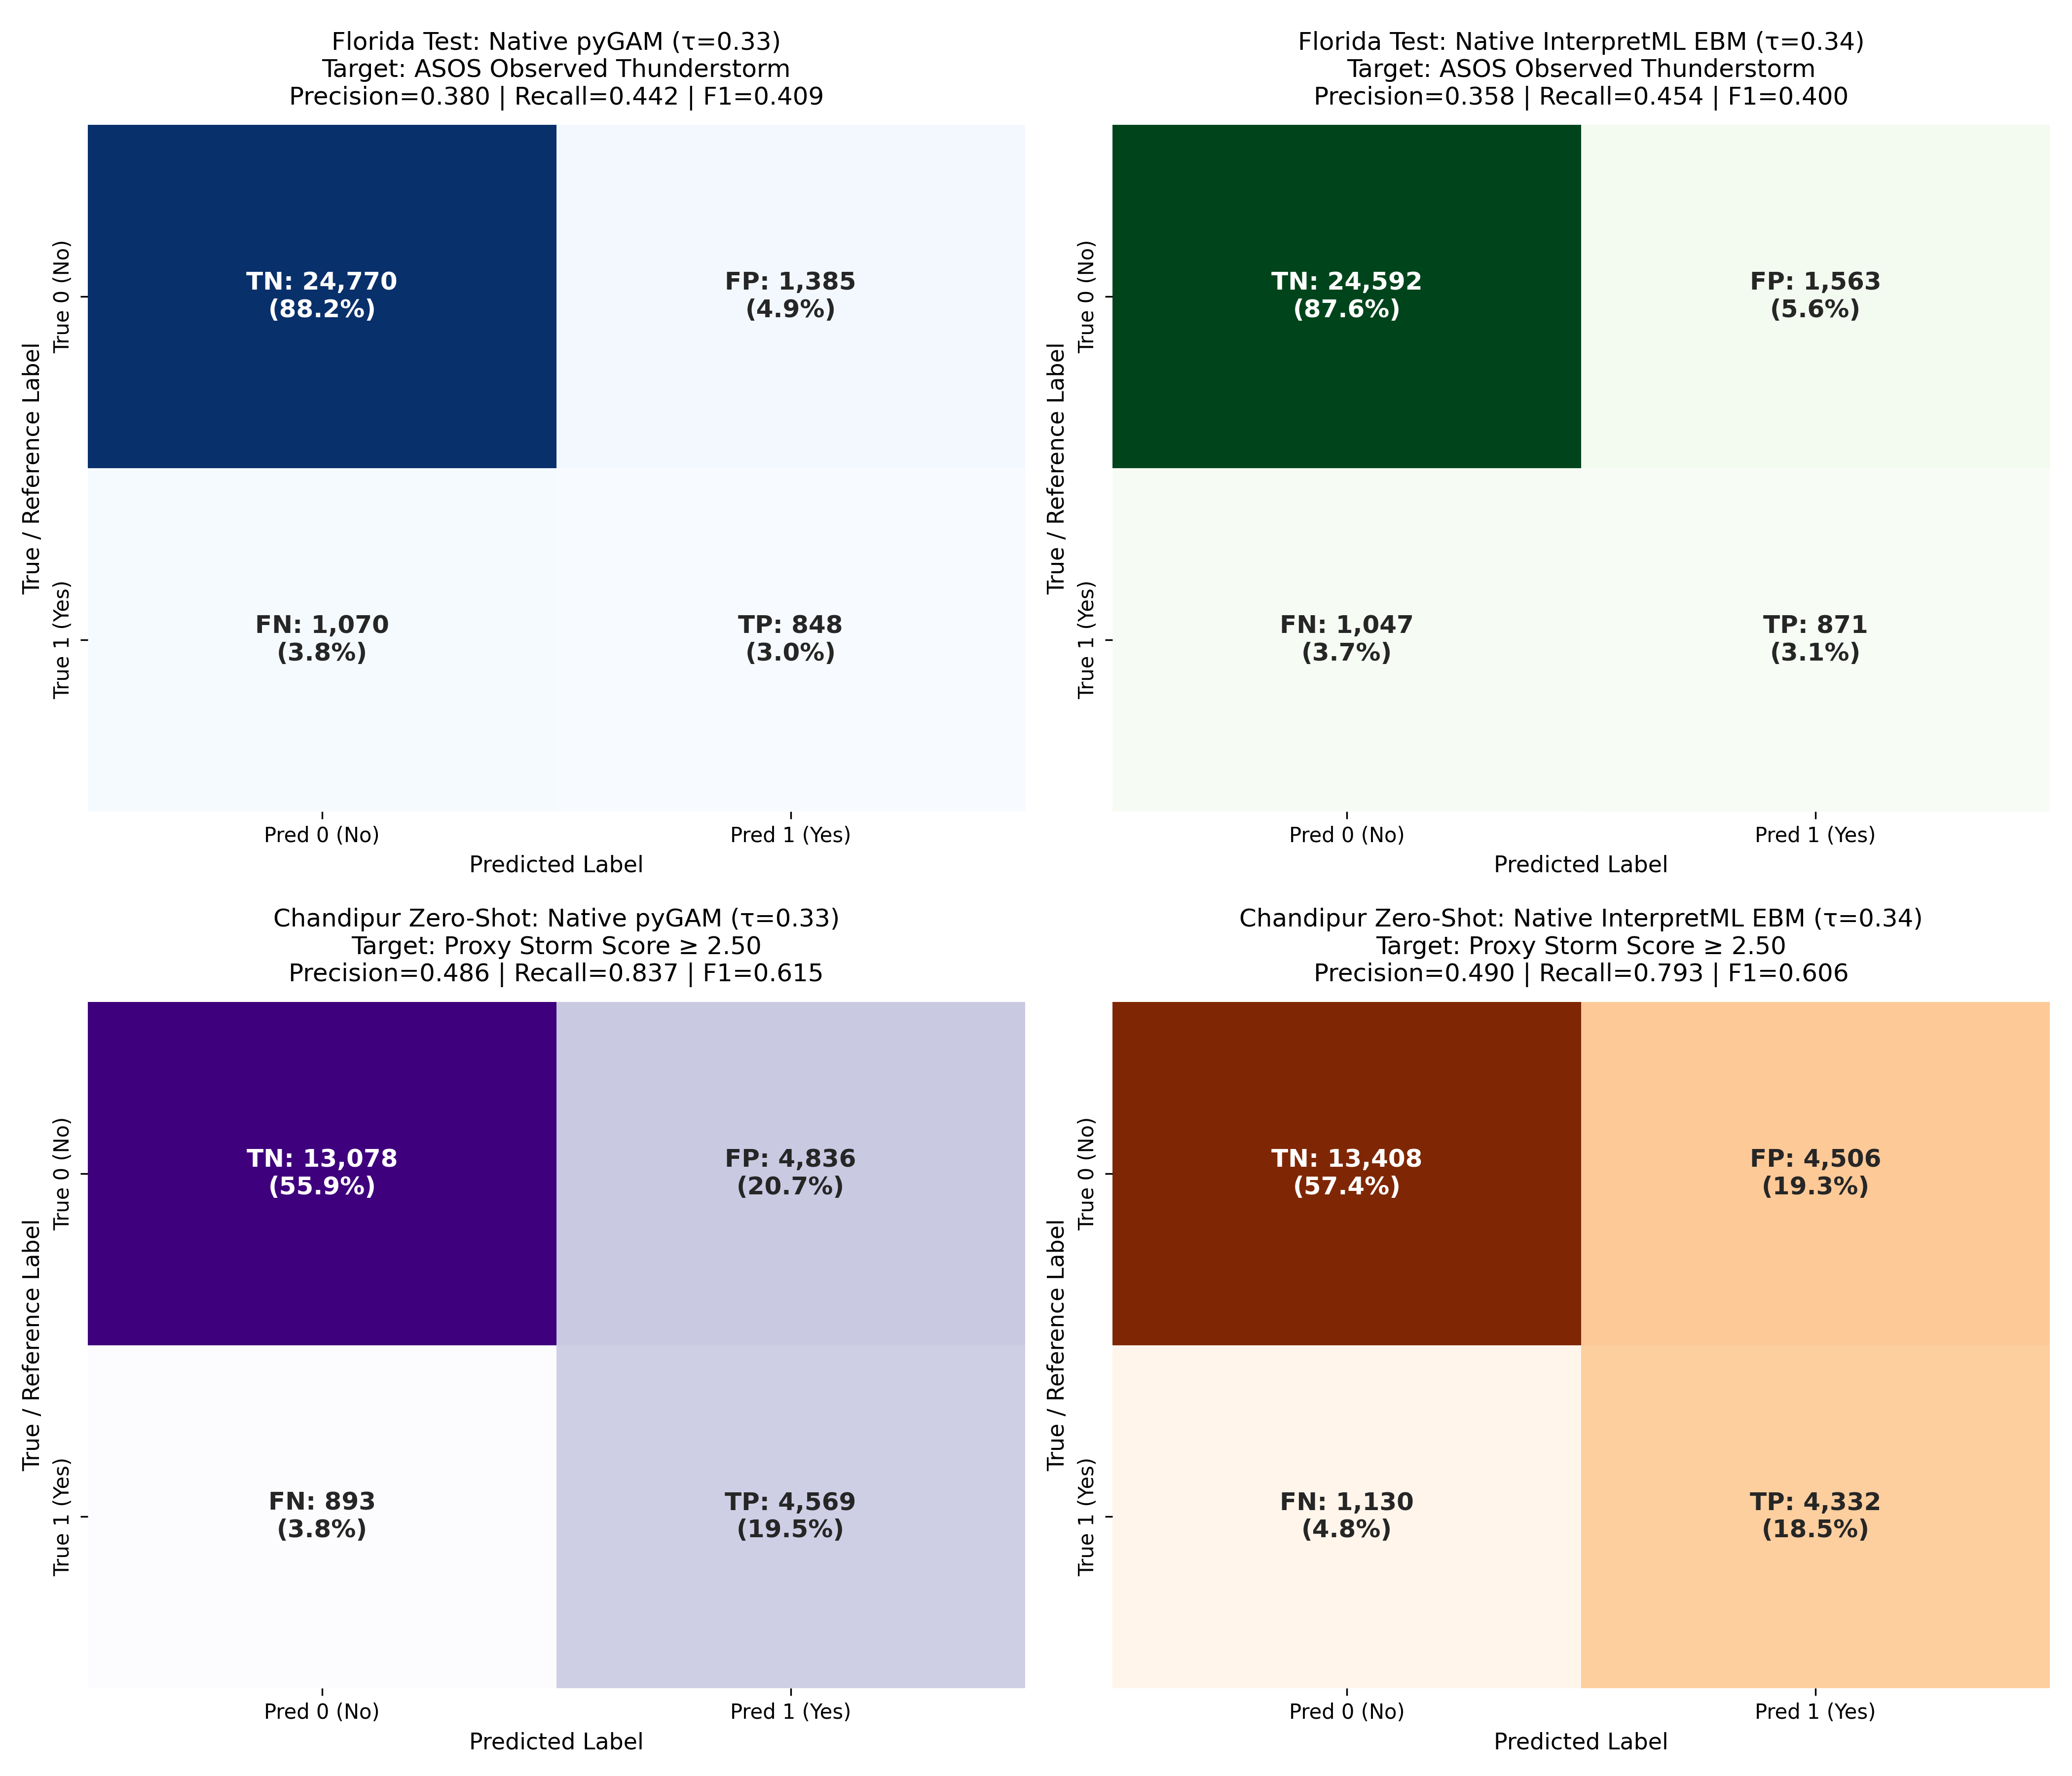 Florida Test: Native pyGAM (τ=0.33)
Target: ASOS Observed Thunderstorm
Precision=0.380 | Recall=0.442 | F1=0.409
True / Reference Label
True 0 (No)
True 1 (Yes)
TN: 24,770
(88.2%)
FP: 1,385
(4.9%)
FN: 1,070
(3.8%)
TP: 848
(3.0%)
Pred 0 (No)
Pred 1 (Yes)
Predicted Label
Florida Test: Native InterpretML EBM (τ=0.34)
Target: ASOS Observed Thunderstorm
Precision=0.358 | Recall=0.454 | F1=0.400
True / Reference Label
True 0 (No)
True 1 (Yes)
TN: 24,592
(87.6%)
FP: 1,563
(5.6%)
FN: 1,047
(3.7%)
TP: 871
(3.1%)
Pred 0 (No)
Pred 1 (Yes)
Predicted Label
Chandipur Zero-Shot: Native pyGAM (τ=0.33)
Target: Proxy Storm Score ≥ 2.50
Precision=0.486 | Recall=0.837 | F1=0.615
True / Reference Label
True 0 (No)
True 1 (Yes)
TN: 13,078
(55.9%)
FP: 4,836
(20.7%)
FN: 893
(3.8%)
TP: 4,569
(19.5%)
Pred 0 (No)
Pred 1 (Yes)
Predicted Label
Chandipur Zero-Shot: Native InterpretML EBM (τ=0.34)
Target: Proxy Storm Score ≥ 2.50
Precision=0.490 | Recall=0.793 | F1=0.606
True / Reference Label
True 0 (No)
True 1 (Yes)
TN: 13,408
(57.4%)
FP: 4,506
(19.3%)
FN: 1,130
(4.8%)
TP: 4,332
(18.5%)
Pred 0 (No)
Pred 1 (Yes)
Predicted Label